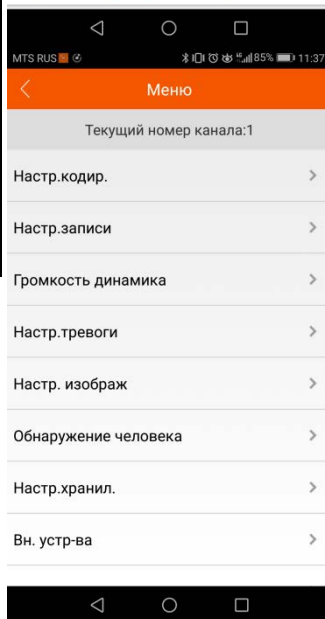 MTS RUS 85% 11:37
Меню
Текущий номер канала:1
Настр.кодир.
Настр.записи
Громкость динамика
Настр.тревоги
Настр. изображ
Обнаружение человека
Настр.хранил.
Вн. устр-ва